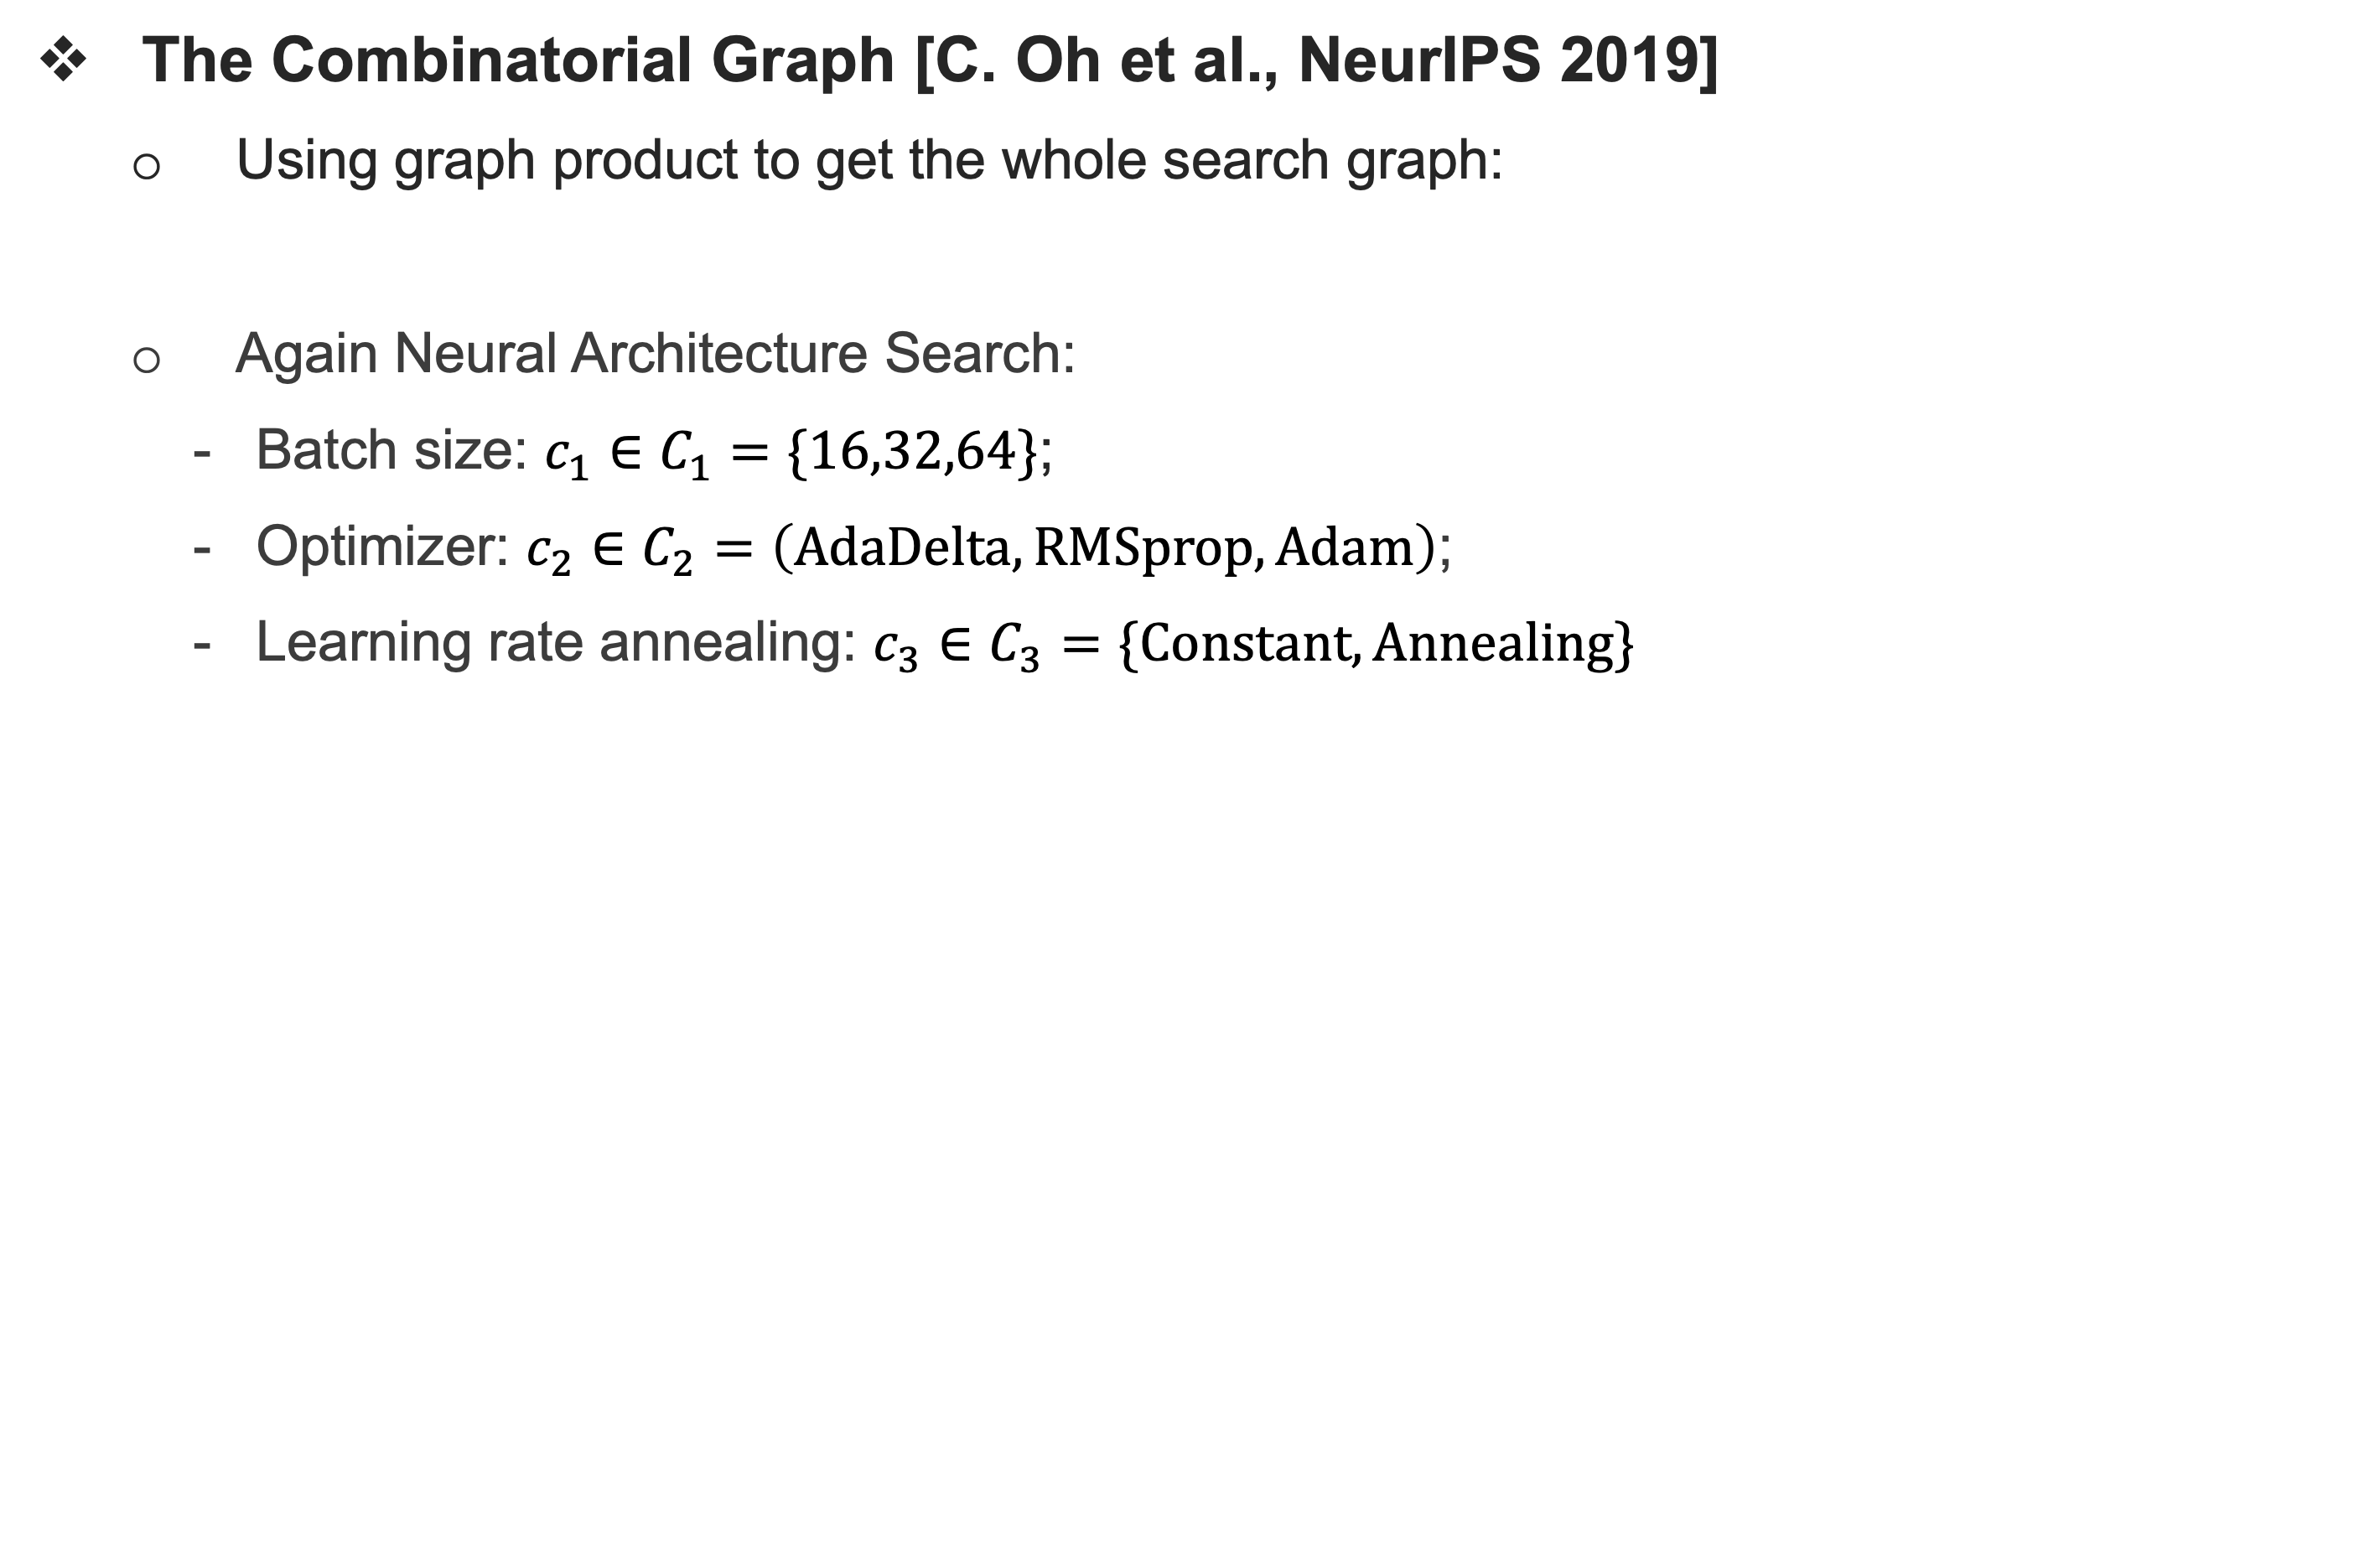 ❖ The Combinatorial Graph [C. Oh et al., NeurIPS 2019]
○ Using graph product to get the whole search graph:
○ Again Neural Architecture Search:
- Batch size: 𝑐₁ ∈ 𝐶₁ = {16,32,64};
- Optimizer: 𝑐₂ ∈ 𝐶₂ = (AdaDelta, RMSprop, Adam);
- Learning rate annealing: 𝑐₃ ∈ 𝐶₃ = {Constant, Annealing}